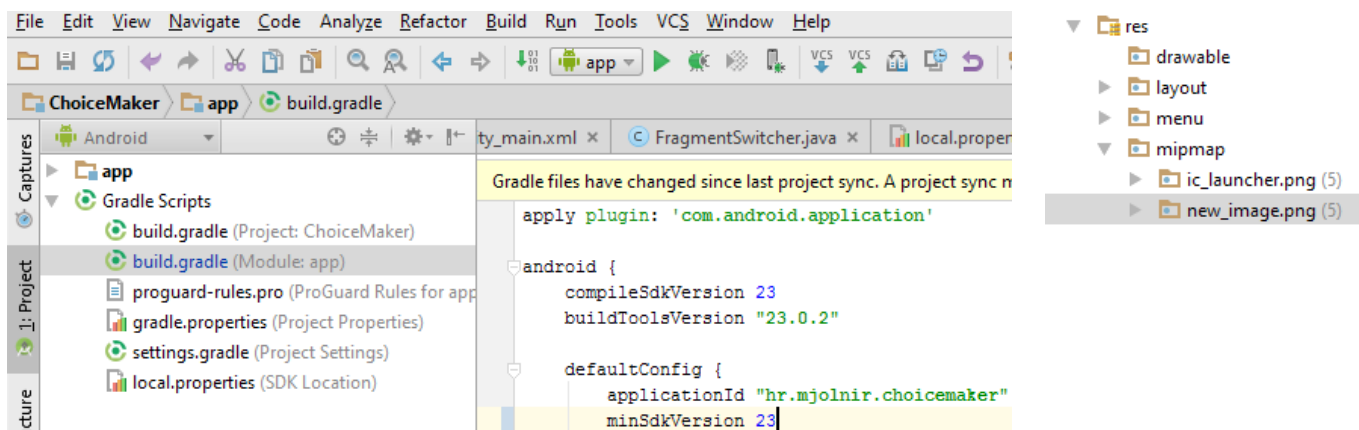 File Edit View Navigate Code Analyze Refactor Build Run Tools VCS Window Help
app
VCS VCS
ChoiceMaker app build.gradle
Android
ty_main.xml FragmentSwitcher.java local.proper
Captures
1: Project
cture
app
Gradle Scripts
build.gradle (Project: ChoiceMaker)
build.gradle (Module: app)
proguard-rules.pro (ProGuard Rules for app
gradle.properties (Project Properties)
settings.gradle (Project Settings)
local.properties (SDK Location)
Gradle files have changed since last project sync. A project sync m
apply plugin: 'com.android.application'
android {
compileSdkVersion 23
buildToolsVersion "23.0.2"
defaultConfig {
applicationId "hr.mjolnir.choicemaker"
minSdkVersion 23
res
drawable
layout
menu
mipmap
ic_launcher.png (5)
new_image.png (5)